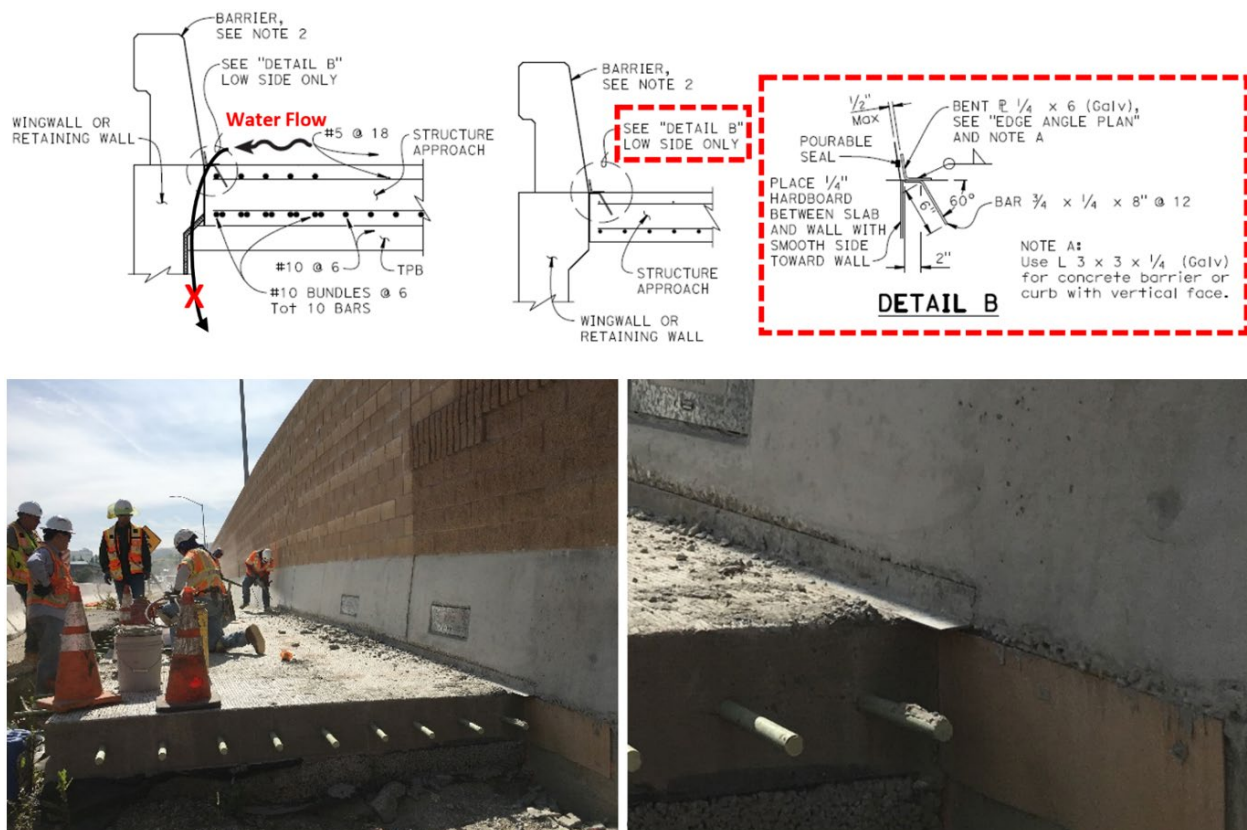 BARRIER,
SEE NOTE 2
SEE "DETAIL B"
LOW SIDE ONLY
WINGWALL OR
RETAINING WALL
Water Flow
#5 @ 18
STRUCTURE
APPROACH
X
#10 @ 6
TPB
#10 BUNDLES @ 6
Tot 10 BARS
BARRIER,
SEE NOTE 2
SEE "DETAIL B"
LOW SIDE ONLY
STRUCTURE
APPROACH
WINGWALL OR
RETAINING WALL
1/2"
Max
BENT PL 1/4 x 6 (Galv),
SEE "EDGE ANGLE PLAN"
AND NOTE A
POURABLE
SEAL
PLACE 1/4"
HARDBOARD
BETWEEN SLAB
AND WALL WITH
SMOOTH SIDE
TOWARD WALL
6"
60°
BAR 3/4 x 1/4 x 8" @ 12
2"
NOTE A:
Use L 3 x 3 x 1/4 (Galv)
for concrete barrier or
curb with vertical face.
DETAIL B